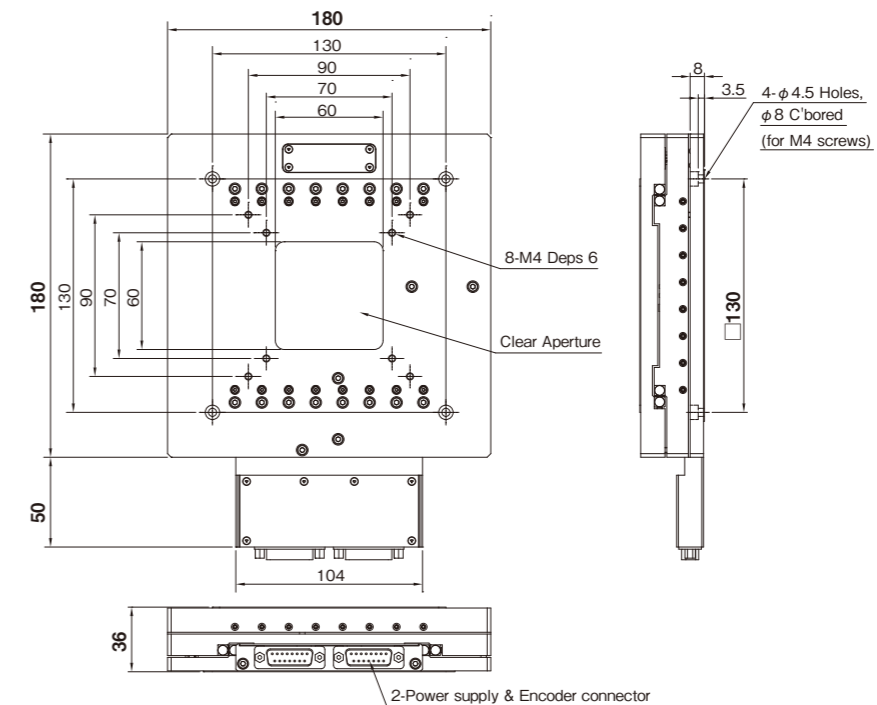 180
130
90
70
60
8
3.5
4-φ4.5 Holes,
φ8 C'bored
(for M4 screws)
8-M4 Deps 6
180
130
90
70
60
□130
Clear Aperture
50
104
36
2-Power supply & Encoder connector